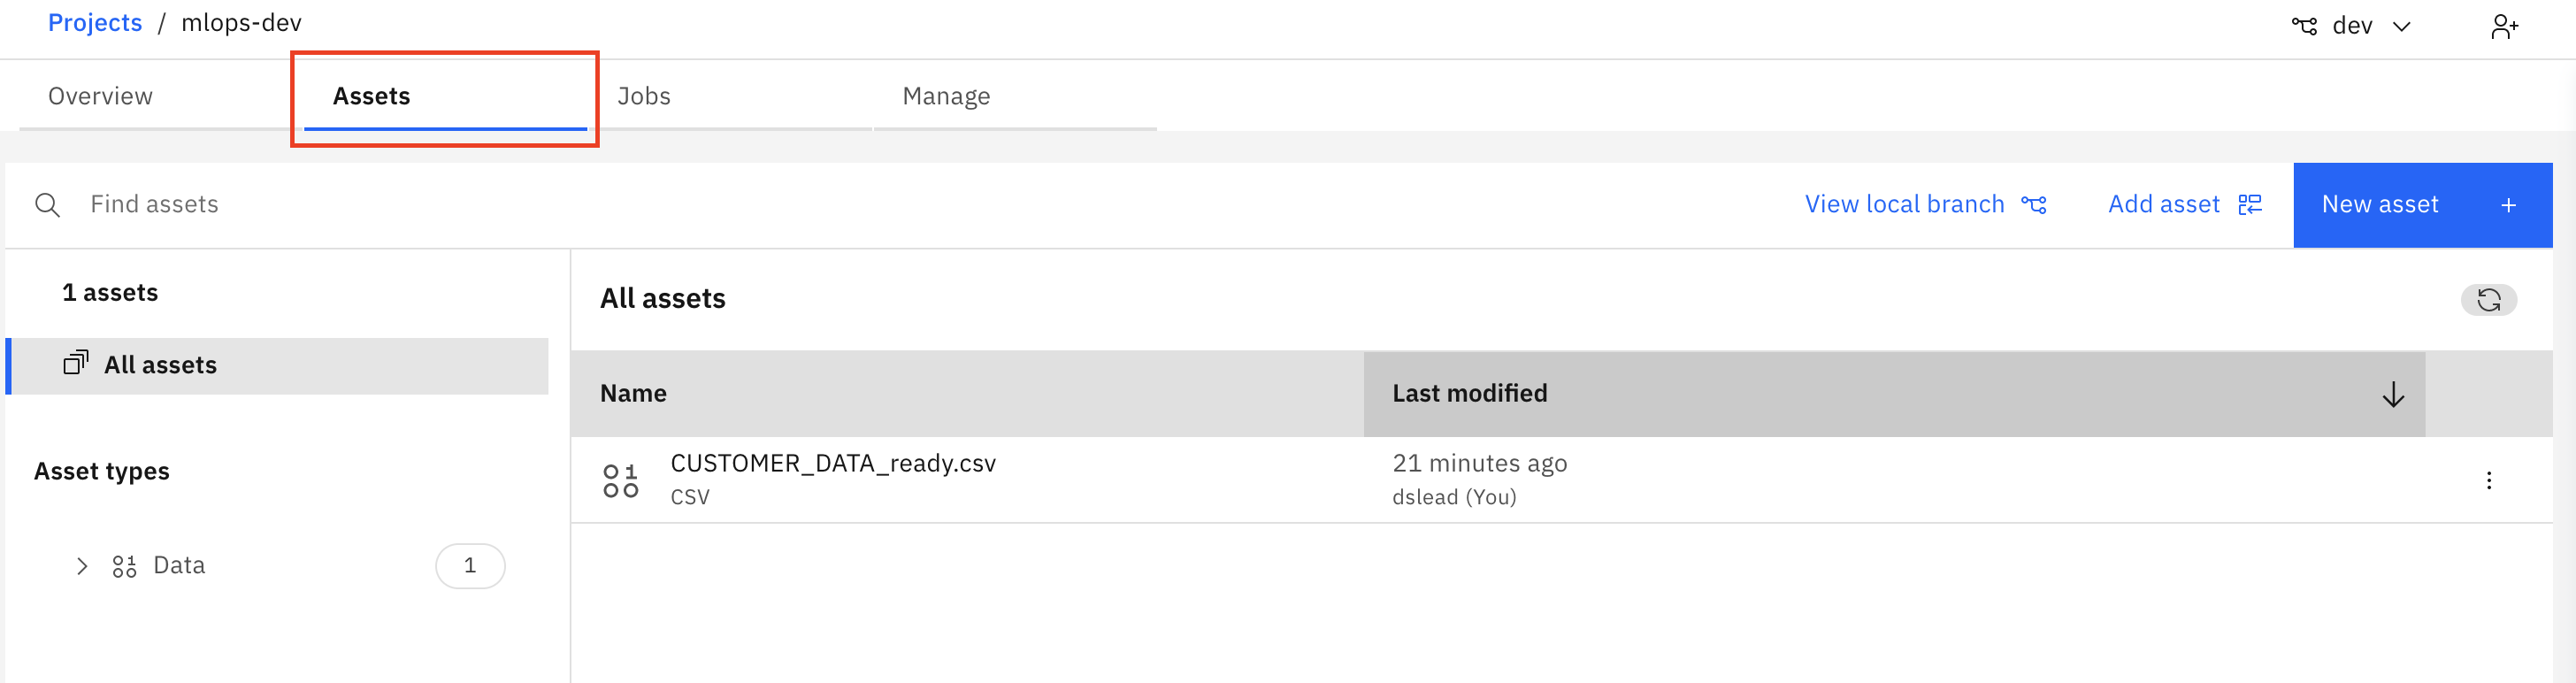 Projects / mlops-dev
dev
Overview
Assets
Jobs
Manage
Find assets
View local branch
Add asset
New asset +
1 assets
All assets
Asset types
Data 1
All assets
Name
Last modified
CUSTOMER_DATA_ready.csv
CSV
21 minutes ago
dslead (You)